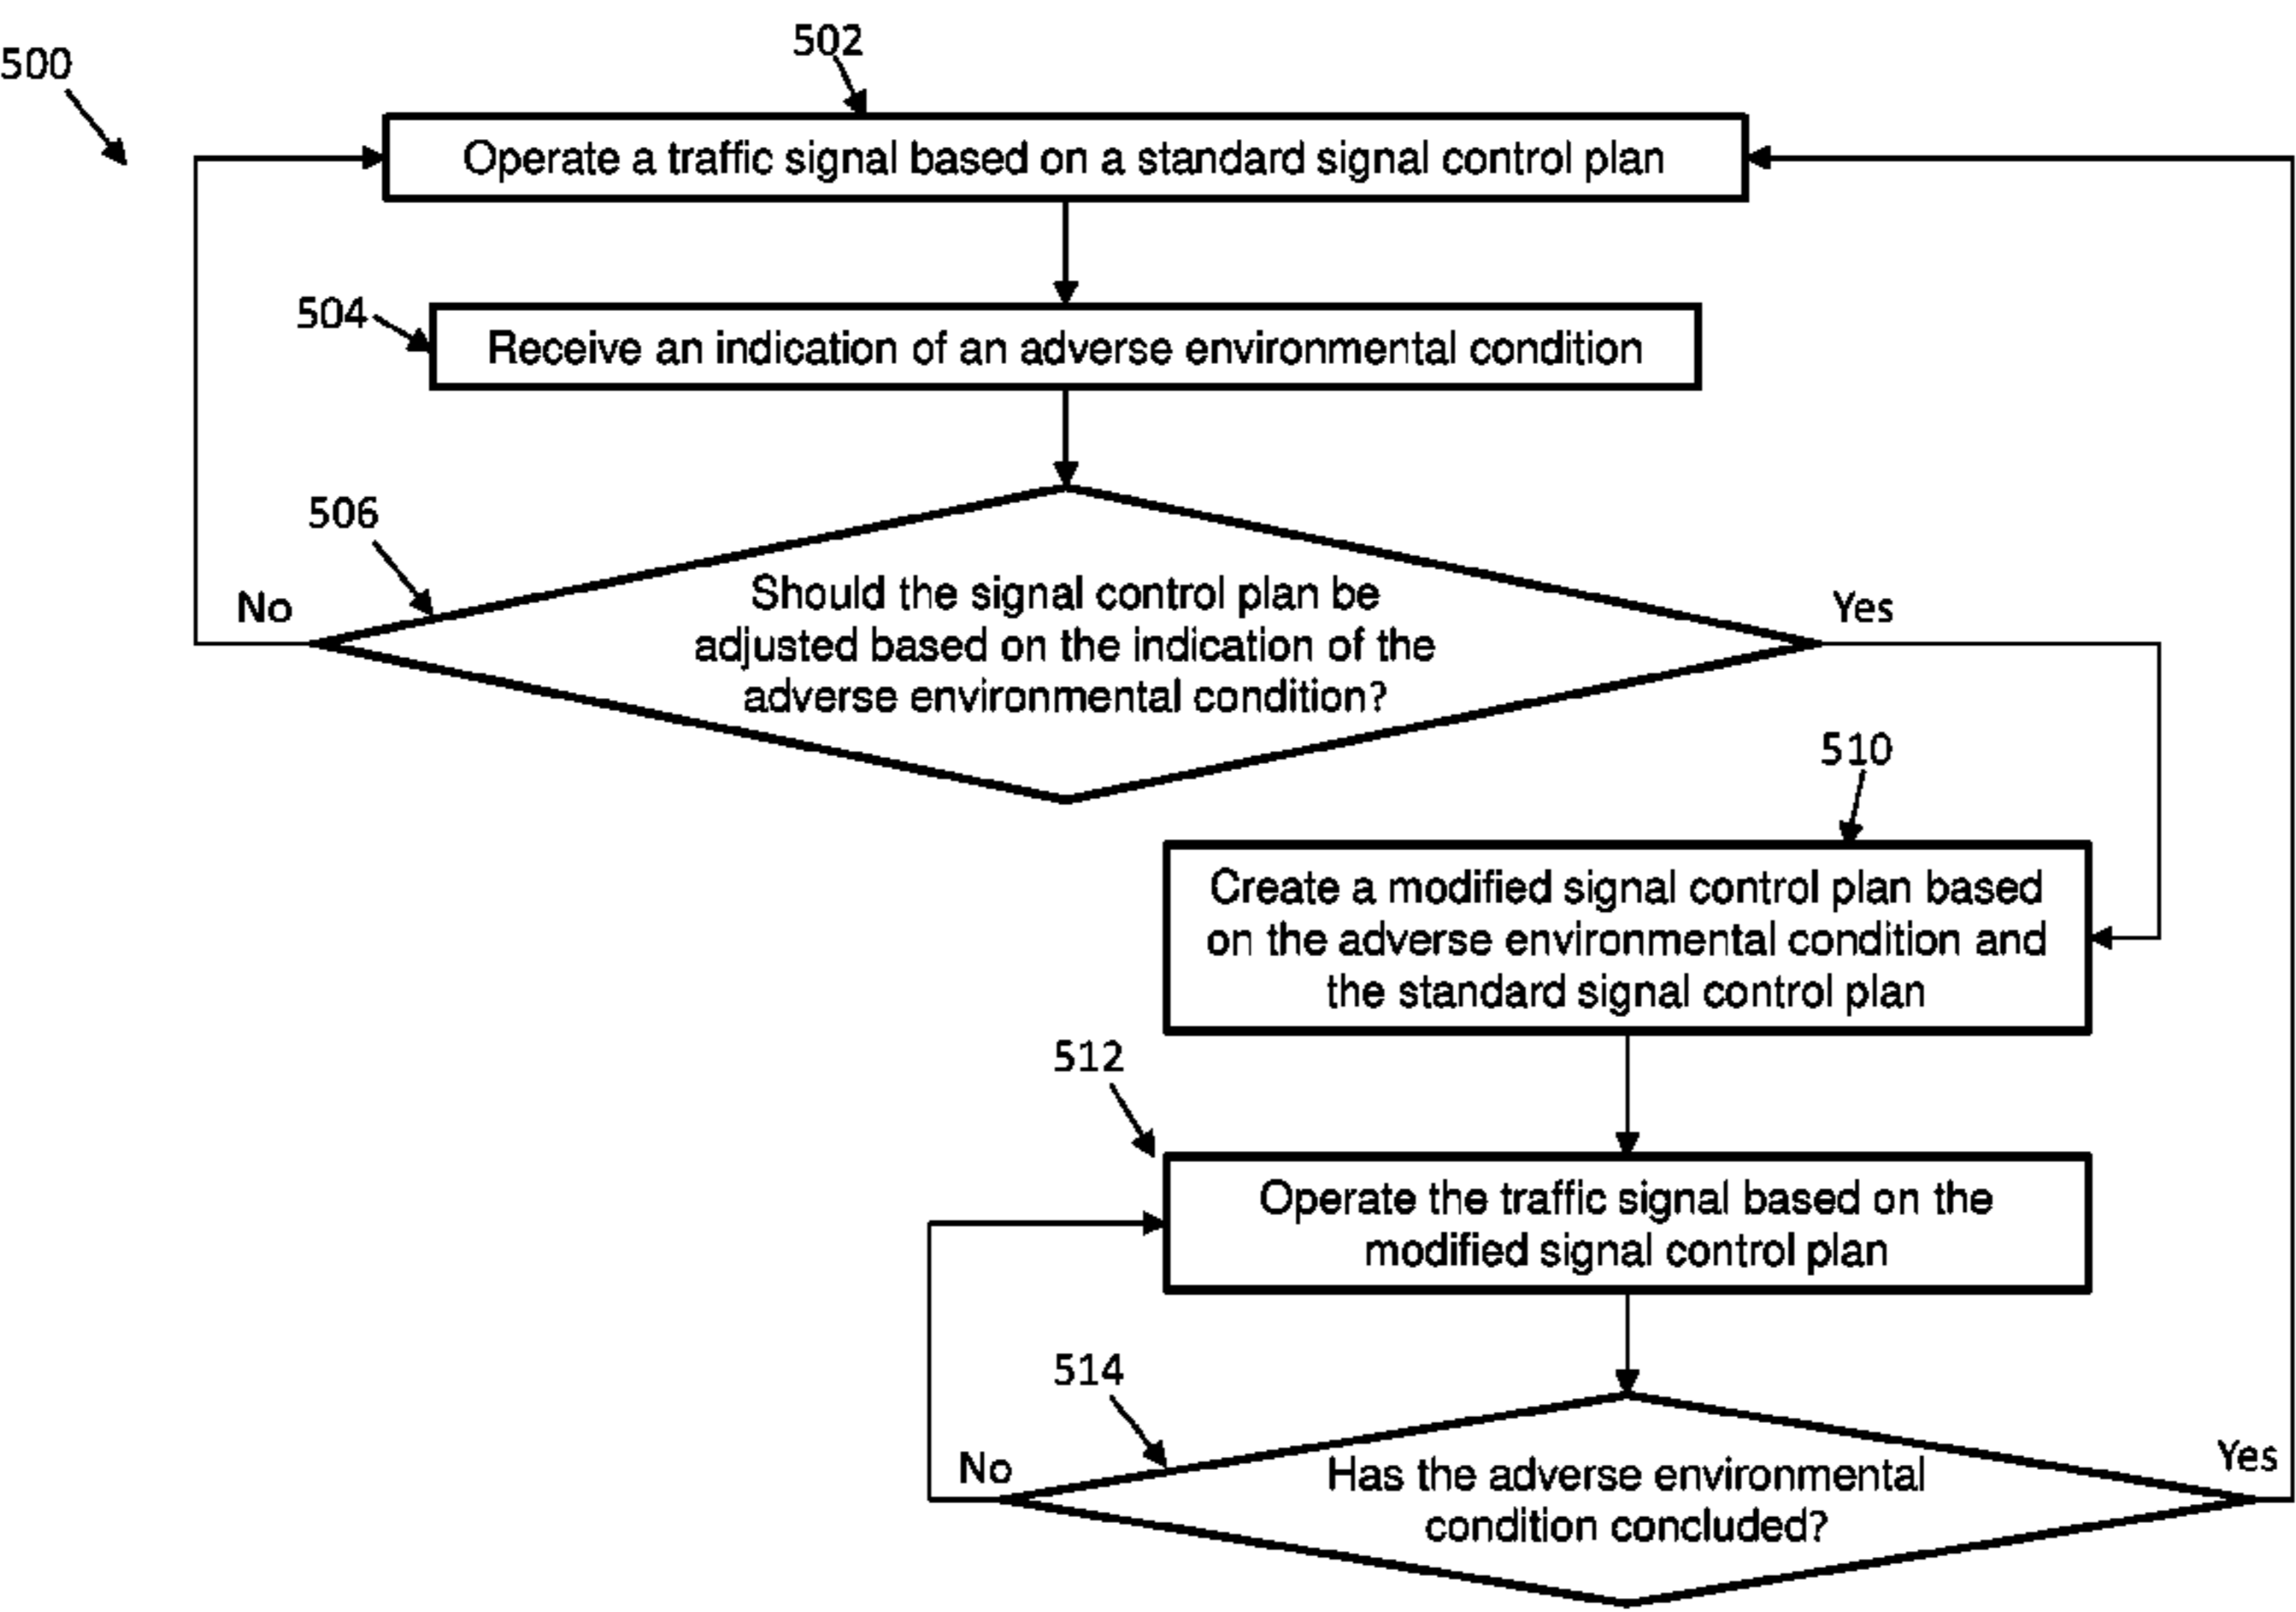 500
502
Operate a traffic signal based on a standard signal control plan
504
Receive an indication of an adverse environmental condition
506
No
Should the signal control plan be
adjusted based on the indication of the
adverse environmental condition?
Yes
510
Create a modified signal control plan based
on the adverse environmental condition and
the standard signal control plan
512
Operate the traffic signal based on the
modified signal control plan
514
No
Has the adverse environmental
condition concluded?
Yes